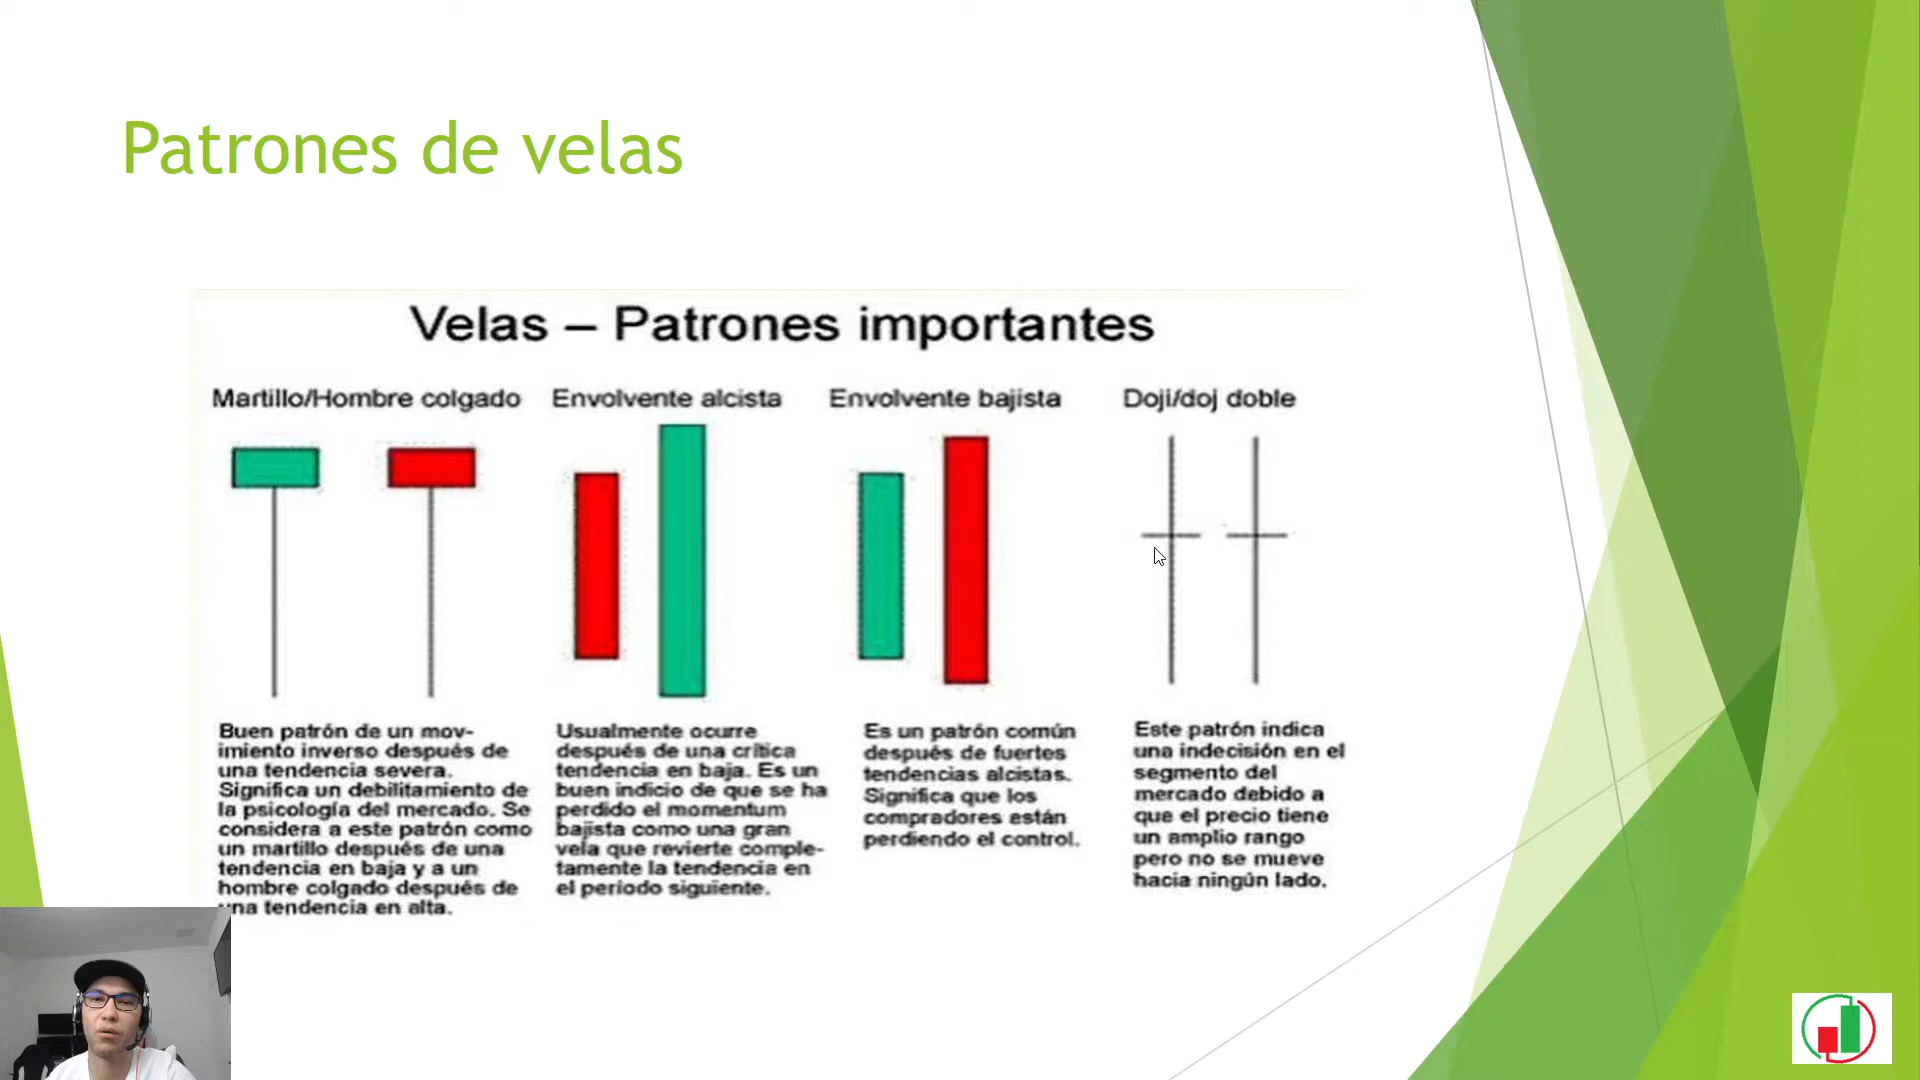 Patrones de velas
Velas – Patrones importantes
Martillo/Hombre colgado
Envolvente alcista
Envolvente bajista
Doji/doj doble
Buen patrón de un mov-
imiento inverso después de
una tendencia severa.
Significa un debilitamiento de
la psicología del mercado. Se
considera a este patrón como
un martillo después de una
tendencia en baja y a un
hombre colgado después de
una tendencia en alta.
Usualmente ocurre
después de una crítica
tendencia en baja. Es un
buen indicio de que se ha
perdido el momentum
bajista como una gran
vela que revierte comple-
tamente la tendencia en
el período siguiente.
Es un patrón común
después de fuertes
tendencias alcistas.
Significa que los
compradores están
perdiendo el control.
Este patrón indica
una indecisión en el
segmento del
mercado debido a
que el precio tiene
un amplio rango
pero no se mueve
hacia ningún lado.